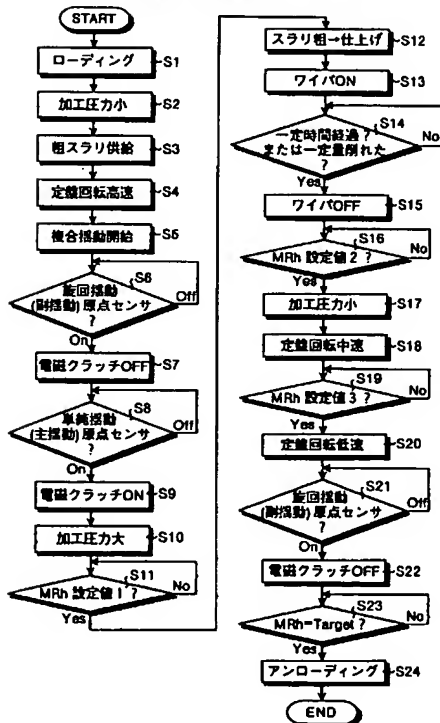 START
ローディング
S1
加工圧力小
S2
粗スラリ供給
S3
定盤回転高速
S4
複合揺動開始
S5
旋回揺動
(副揺動) 原点センサ
?
S6
Off
On
電磁クラッチOFF
S7
単純揺動
(主揺動) 原点センサ
?
S8
Off
On
電磁クラッチON
S9
加工圧力大
S10
MRh 設定値1 ?
S11
No
Yes
スラリ粗→仕上げ
S12
ワイパON
S13
一定時間経過 ?
または一定量削れた
?
S14
No
Yes
ワイパOFF
S15
MRh 設定値2 ?
S16
No
Yes
加工圧力小
S17
定盤回転中速
S18
MRh 設定値3 ?
S19
No
Yes
定盤回転低速
S20
旋回揺動
(副揺動) 原点センサ
?
S21
Off
On
電磁クラッチOFF
S22
MRh=Target ?
S23
No
Yes
アンローディング
S24
END